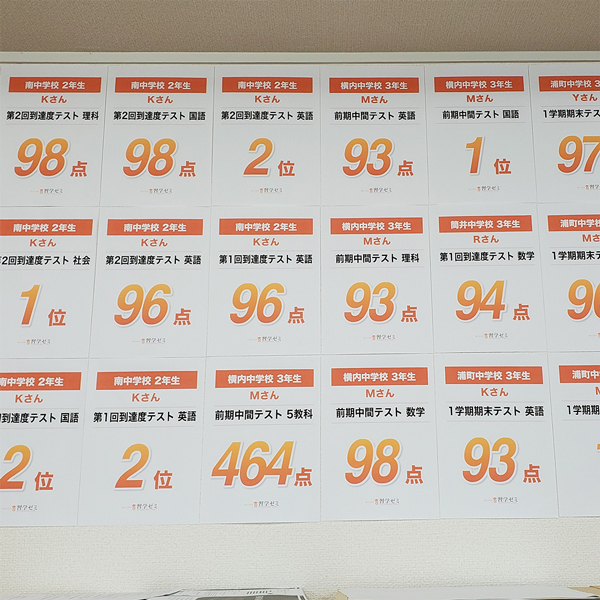 南中学校 2年生
Kさん
第2回到達度テスト 理科
98点
南中学校 2年生
Kさん
第2回到達度テスト 国語
98点
南中学校 2年生
Kさん
第2回到達度テスト 英語
2位
横内中学校 3年生
Mさん
前期中間テスト 英語
93点
横内中学校 3年生
Mさん
前期中間テスト 国語
1位
浦町中学校 3
Yさん
1学期期末テス
97
南中学校 2年生
Kさん
2回到達度テスト 社会
1位
南中学校 2年生
Kさん
第2回到達度テスト 英語
96点
南中学校 2年生
Kさん
第1回到達度テスト 英語
96点
横内中学校 3年生
Mさん
前期中間テスト 理科
93点
筒井中学校 3年生
Rさん
第1回到達度テスト 数学
94点
浦町中学校
Mさ
1学期期末テス
南中学校 2年生
Kさん
到達度テスト 国語
2位
南中学校 2年生
Kさん
第1回到達度テスト 英語
2位
横内中学校 3年生
Mさん
前期中間テスト 5教科
464点
横内中学校 3年生
Mさん
前期中間テスト 数学
98点
浦町中学校 3年生
Kさん
1学期期末テスト 英語
93点
浦町中
M
1学期期